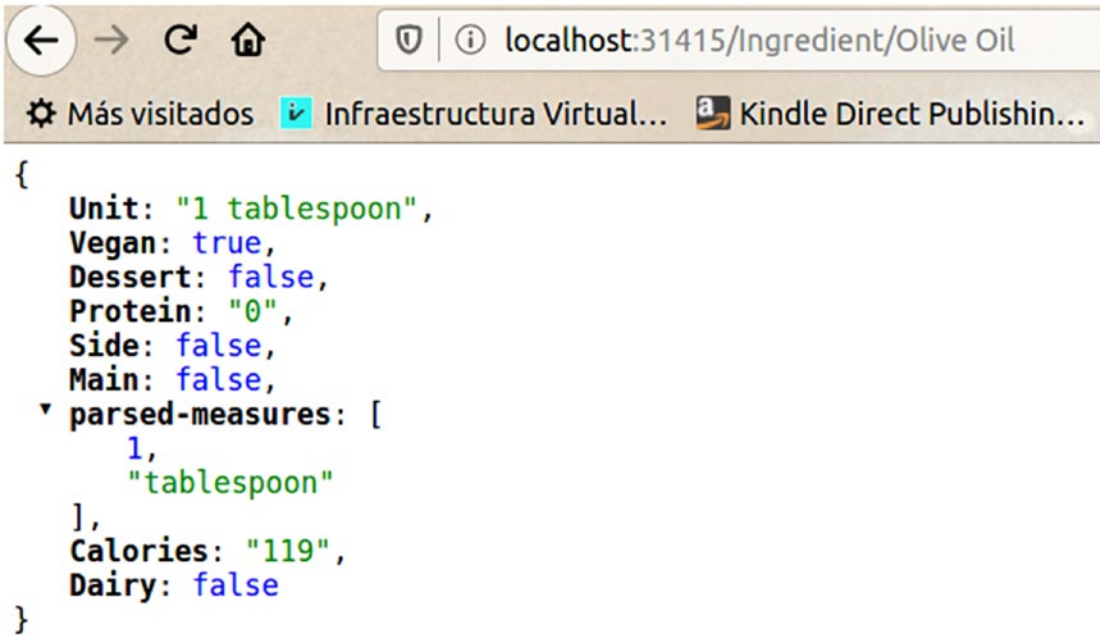 localhost:31415/Ingredient/Olive Oil
Más visitados Infraestructura Virtual... Kindle Direct Publishin...
{
Unit: "1 tablespoon",
Vegan: true,
Dessert: false,
Protein: "0",
Side: false,
Main: false,
parsed-measures: [
1,
"tablespoon"
],
Calories: "119",
Dairy: false
}